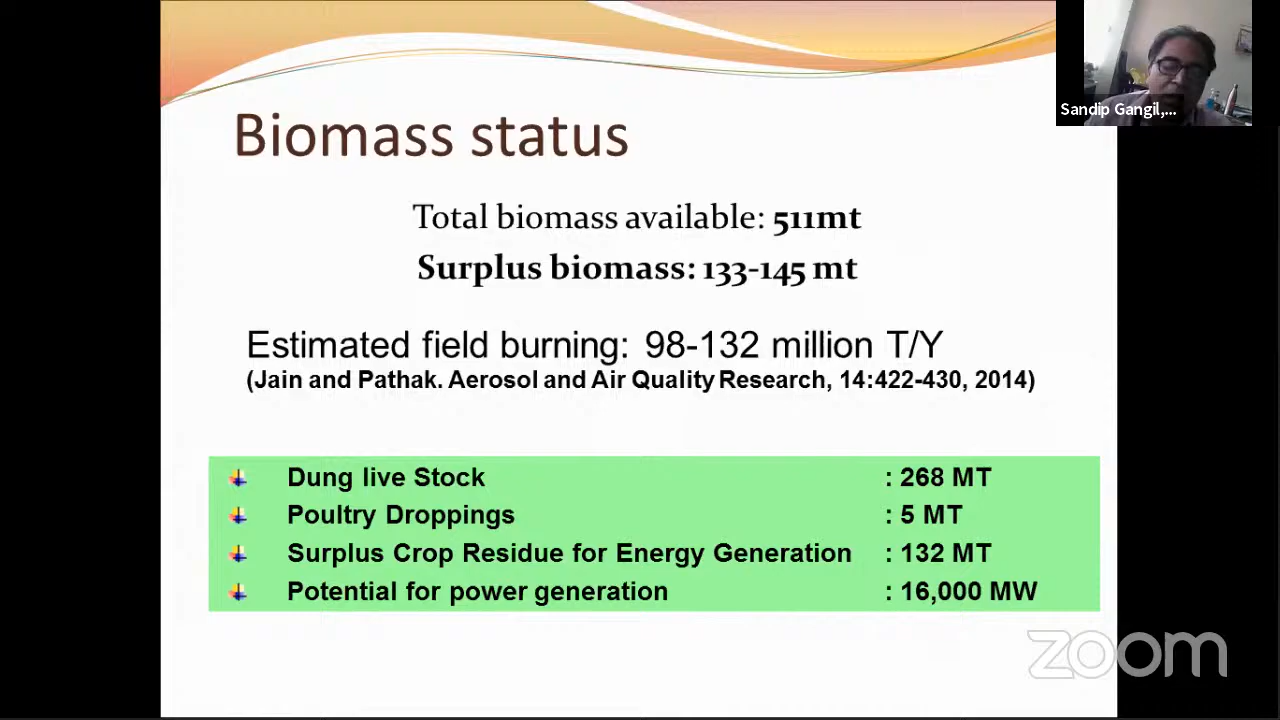 Sandip Gangil,...
Biomass status
Total biomass available: 511mt
Surplus biomass: 133-145 mt
Estimated field burning: 98-132 million T/Y
(Jain and Pathak. Aerosol and Air Quality Research, 14:422-430, 2014)
Dung live Stock : 268 MT
Poultry Droppings : 5 MT
Surplus Crop Residue for Energy Generation : 132 MT
Potential for power generation : 16,000 MW
zoom